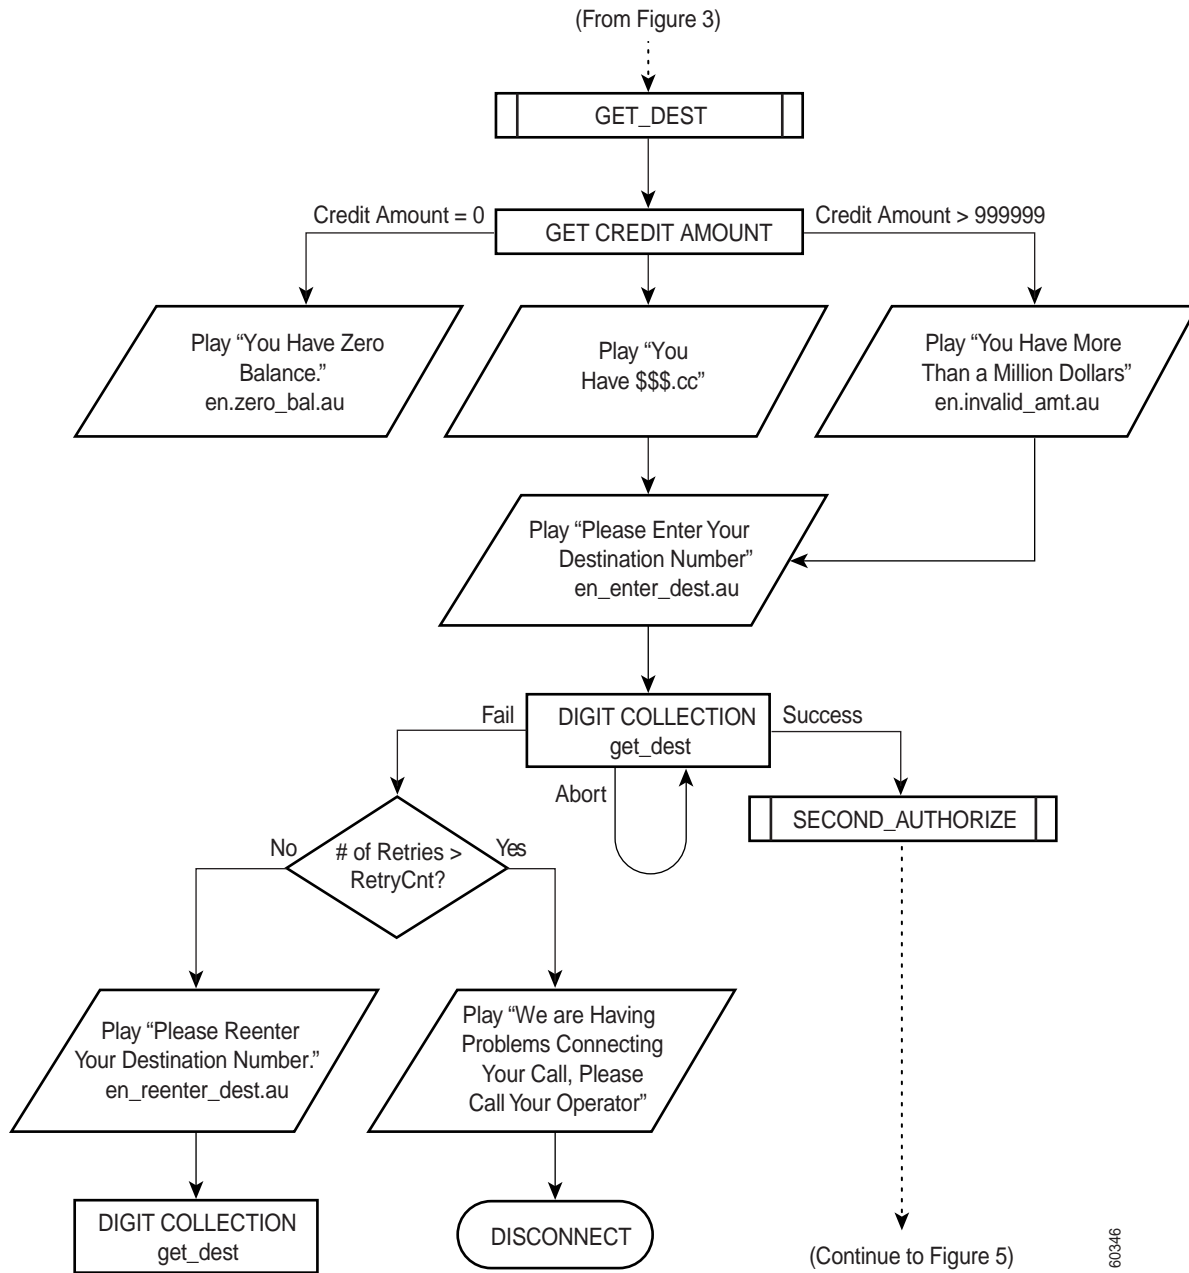 (From Figure 3)
GET_DEST
Credit Amount = 0
GET CREDIT AMOUNT
Credit Amount > 999999
Play “You Have Zero
Balance.”
en.zero_bal.au
Play “You
Have $$$.cc”
Play “You Have More
Than a Million Dollars”
en.invalid_amt.au
Play “Please Enter Your
Destination Number”
en_enter_dest.au
Fail
DIGIT COLLECTION
get_dest
Success
Abort
SECOND_AUTHORIZE
No
# of Retries >
RetryCnt?
Yes
Play “Please Reenter
Your Destination Number.”
en_reenter_dest.au
Play “We are Having
Problems Connecting
Your Call, Please
Call Your Operator”
DIGIT COLLECTION
get_dest
DISCONNECT
(Continue to Figure 5)
60346